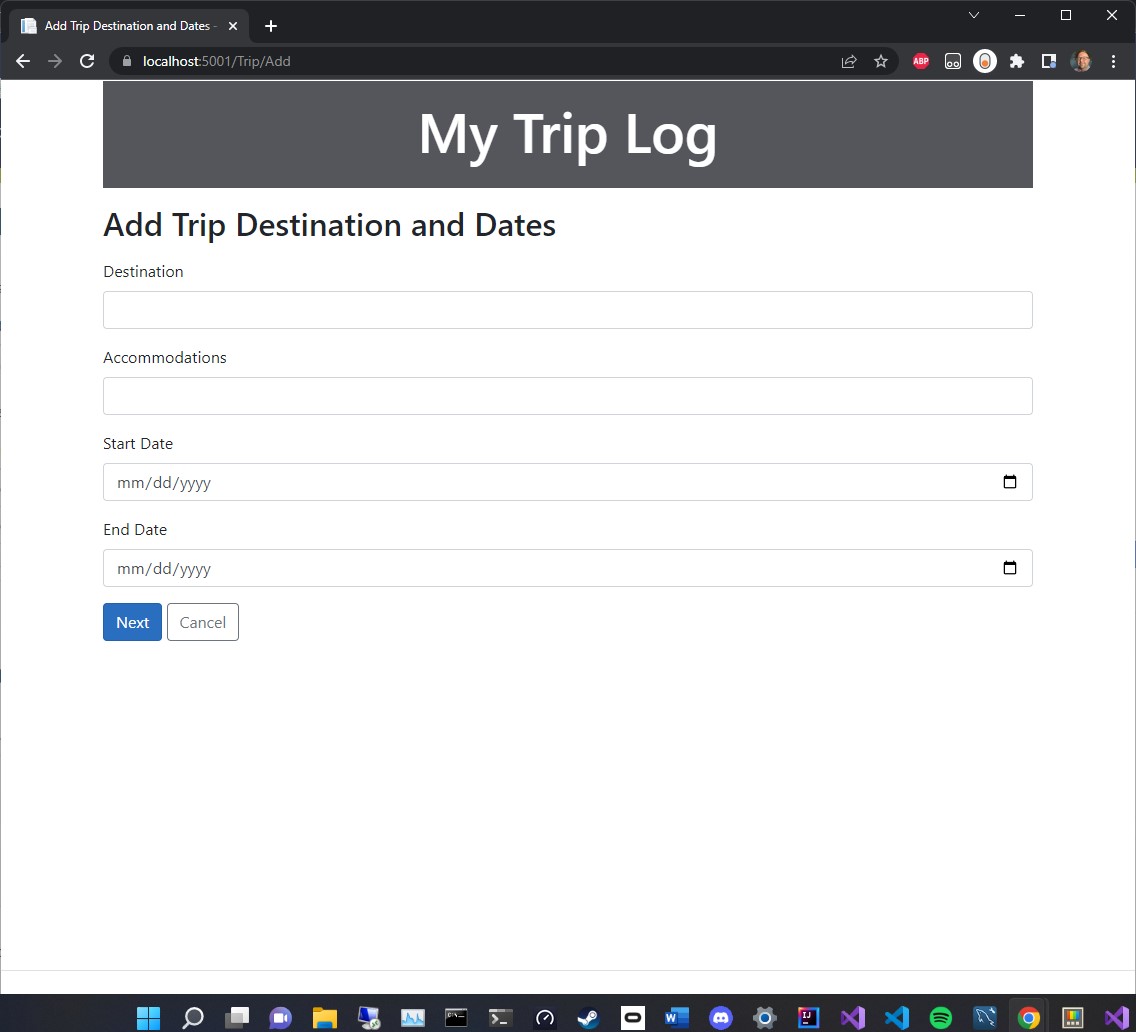 Add Trip Destination and Dates -
localhost:5001/Trip/Add
ABP
My Trip Log
Add Trip Destination and Dates
Destination
Accommodations
Start Date
mm/dd/yyyy
End Date
mm/dd/yyyy
Next Cancel